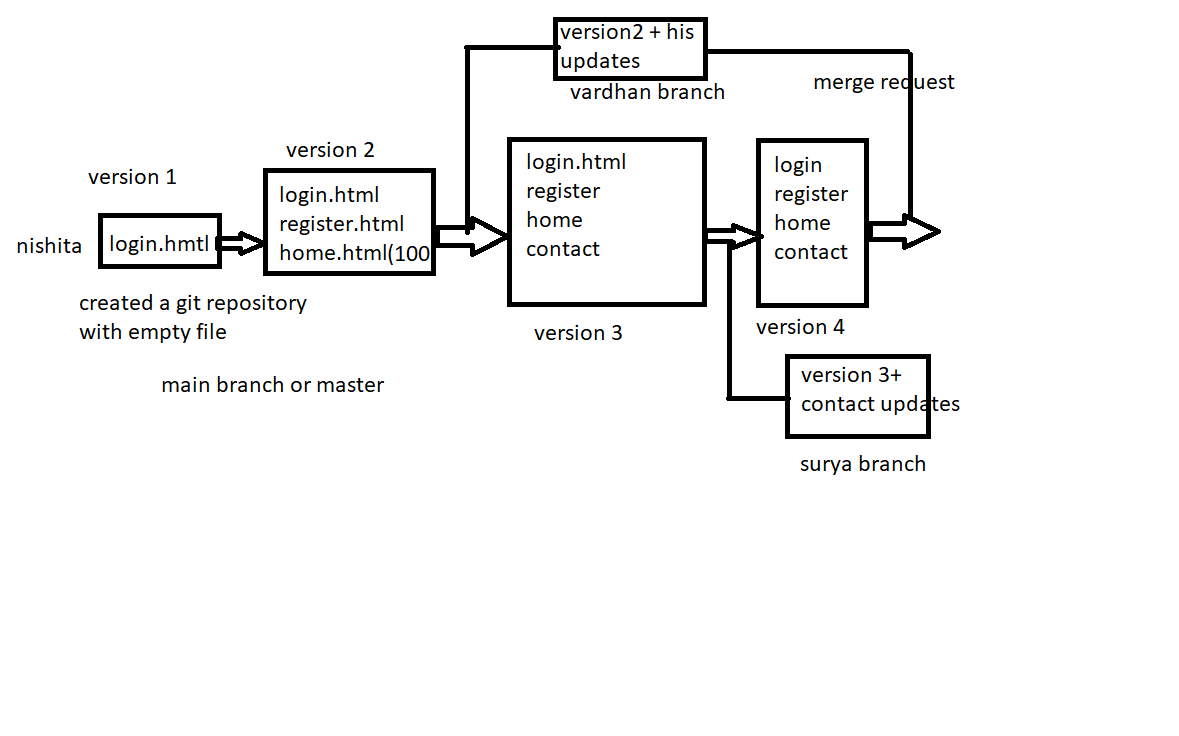 version2 + his
updates
vardhan branch
merge request
version 1
version 2
nishita
login.hmtl
login.html
register.html
home.html(100
login.html
register
home
contact
login
register
home
contact
created a git repository
with empty file
version 3
version 4
main branch or master
version 3+
contact updates
surya branch